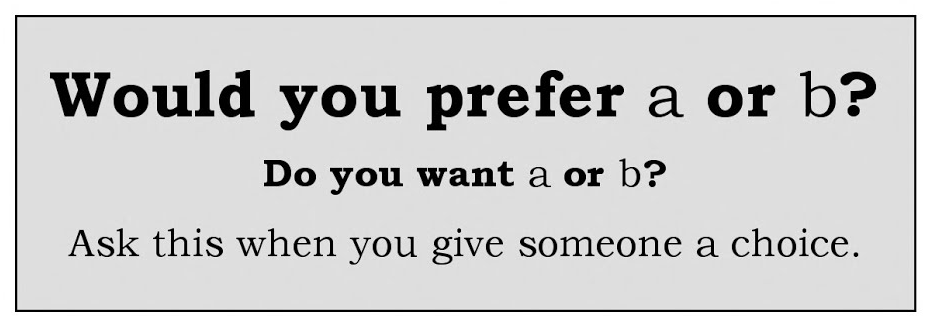 Would you prefer a or b?
Do you want a or b?
Ask this when you give someone a choice.